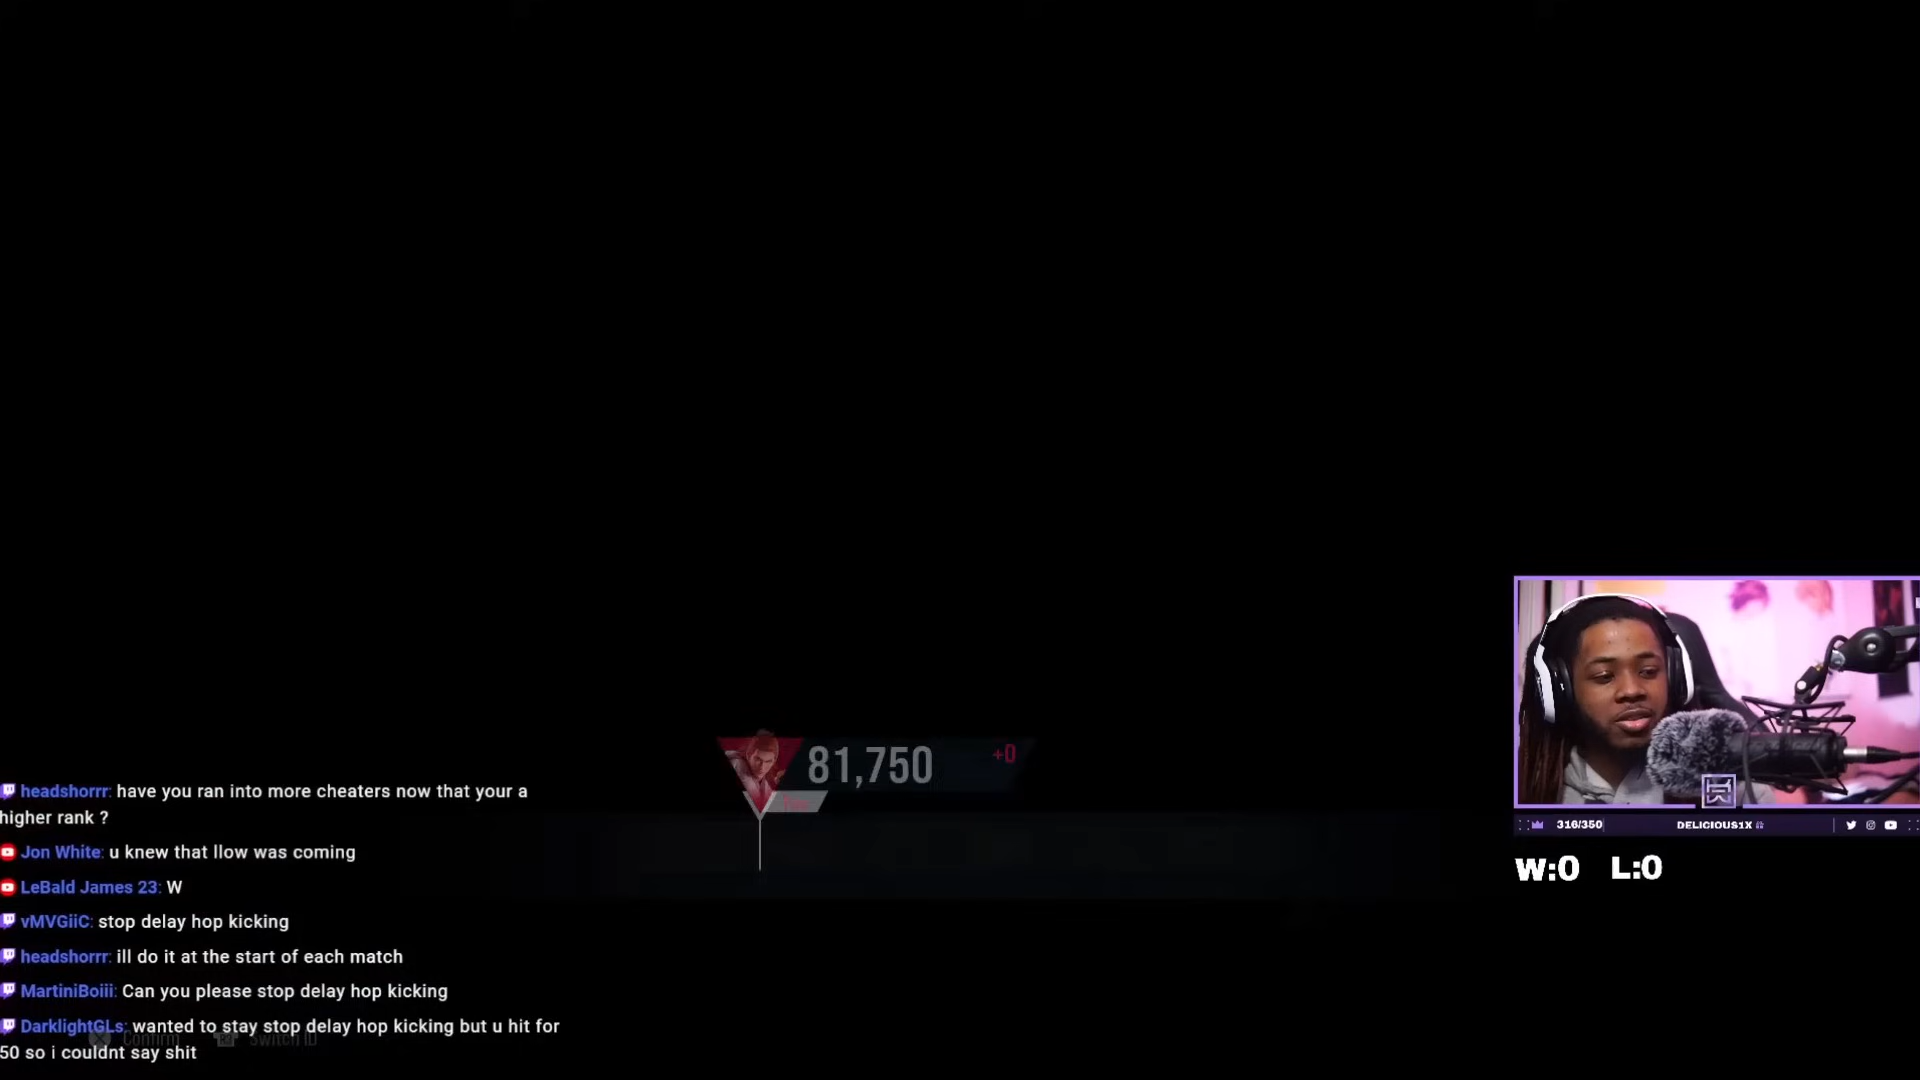 81,750 +0
headshorrr: have you ran into more cheaters now that your a
higher rank ?
Jon White: u knew that llow was coming
LeBald James 23: W
vMVGiiC: stop delay hop kicking
headshorrr: ill do it at the start of each match
MartiniBoiii: Can you please stop delay hop kicking
DarklightGLs: wanted to stay stop delay hop kicking but u hit for
50 so i couldnt say shit
Confirm Switch ID
316/350 DELICIOUS1X
W:0 L:0